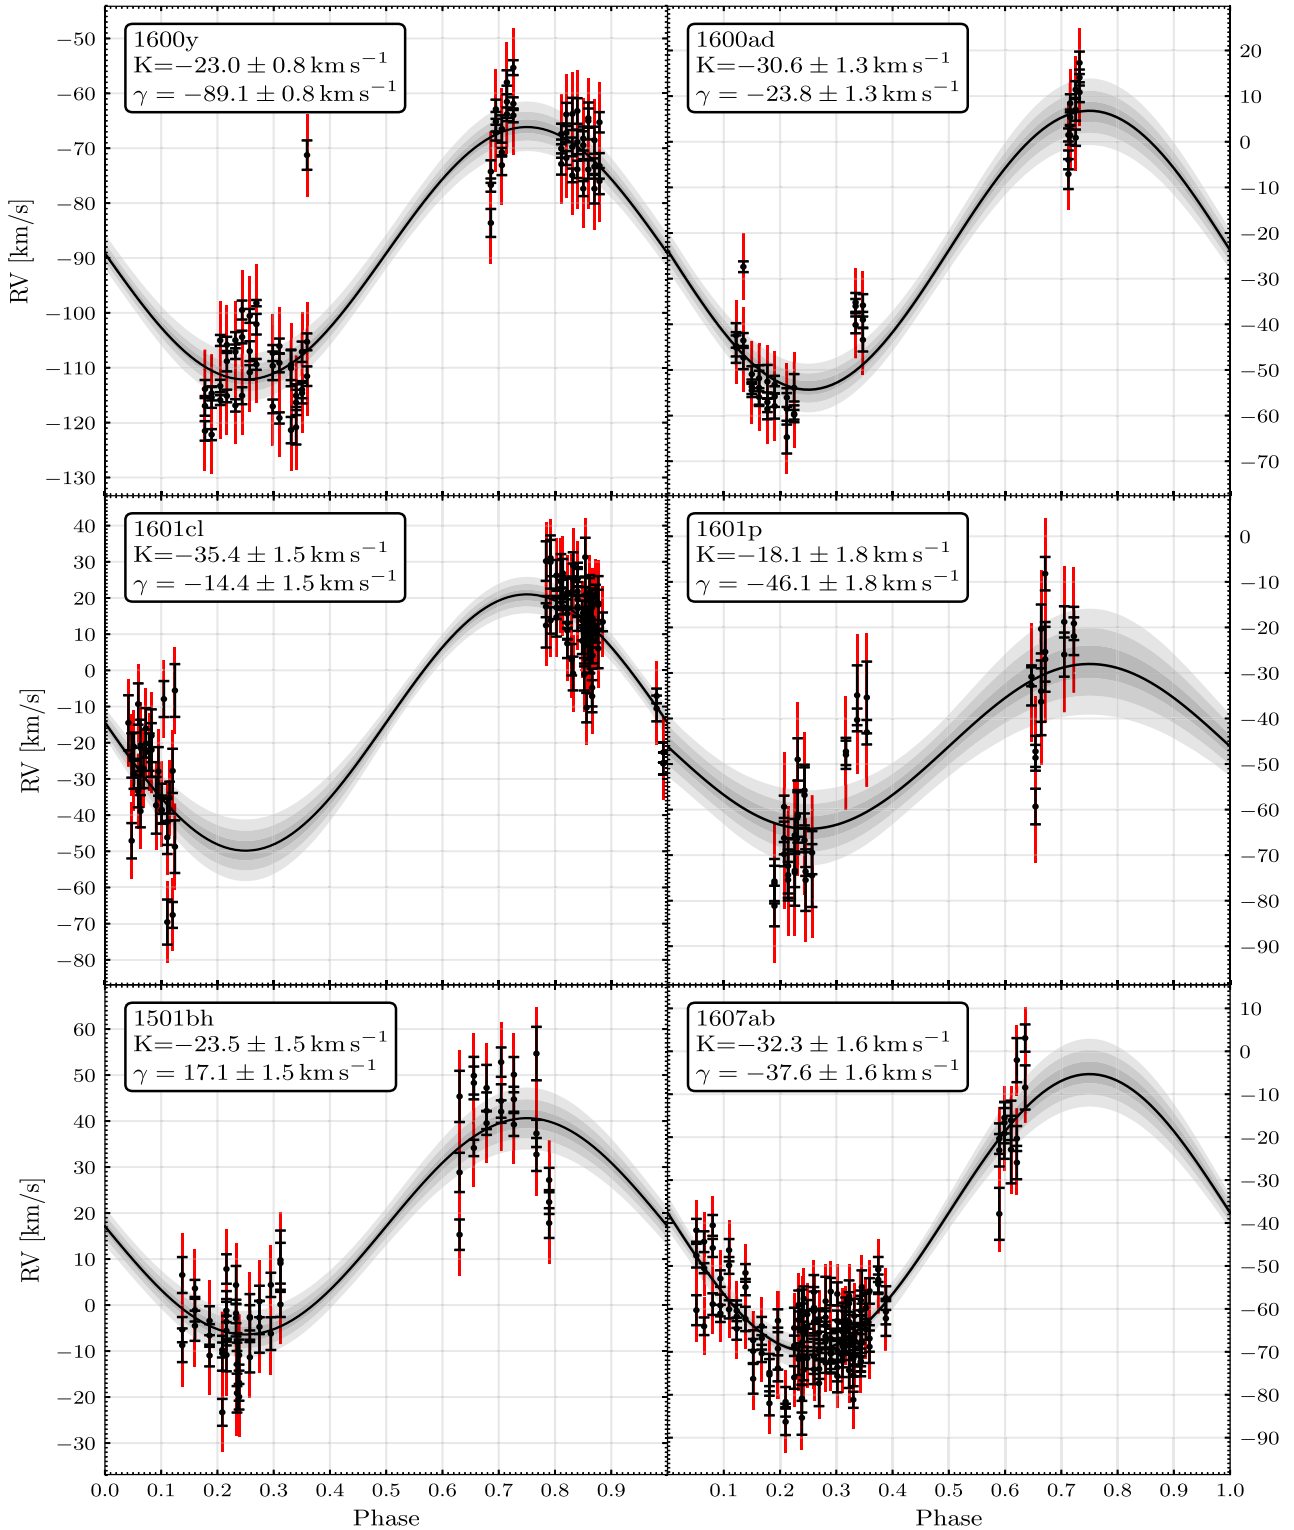 1600y
K=−23.0 ± 0.8 km s⁻¹
γ = −89.1 ± 0.8 km s⁻¹
−50
−60
−70
−80
−90
−100
−110
−120
−130
RV [km/s]
1600ad
K=−30.6 ± 1.3 km s⁻¹
γ = −23.8 ± 1.3 km s⁻¹
20
10
0
−10
−20
−30
−40
−50
−60
−70
1601cl
K=−35.4 ± 1.5 km s⁻¹
γ = −14.4 ± 1.5 km s⁻¹
40
30
20
10
0
−10
−20
−30
−40
−50
−60
−70
−80
RV [km/s]
1601p
K=−18.1 ± 1.8 km s⁻¹
γ = −46.1 ± 1.8 km s⁻¹
0
−10
−20
−30
−40
−50
−60
−70
−80
−90
1501bh
K=−23.5 ± 1.5 km s⁻¹
γ = 17.1 ± 1.5 km s⁻¹
60
50
40
30
20
10
0
−10
−20
−30
RV [km/s]
1607ab
K=−32.3 ± 1.6 km s⁻¹
γ = −37.6 ± 1.6 km s⁻¹
10
0
−10
−20
−30
−40
−50
−60
−70
−80
−90
0.0 0.1 0.2 0.3 0.4 0.5 0.6 0.7 0.8 0.9
0.1 0.2 0.3 0.4 0.5 0.6 0.7 0.8 0.9 1.0
Phase
Phase